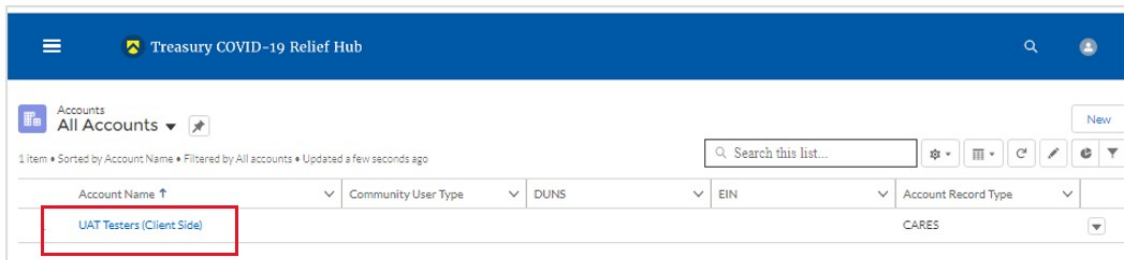 Treasury COVID-19 Relief Hub
Accounts
All Accounts
New
1 item • Sorted by Account Name • Filtered by All accounts • Updated a few seconds ago
Search this list...
Account Name Community User Type DUNS EIN Account Record Type
UAT Testers (Client Side) CARES